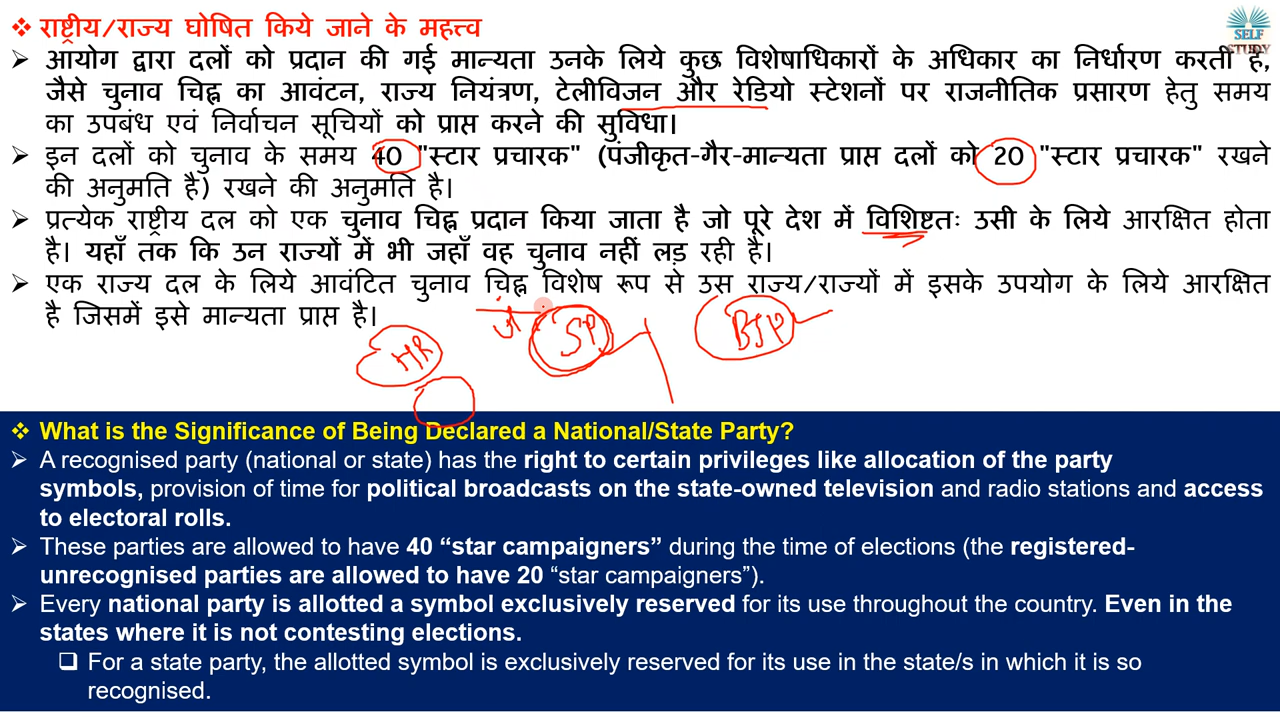 ❖ राष्ट्रीय/राज्य घोषित किये जाने के महत्त्व
SELF
STUDY
➢ आयोग द्वारा दलों को प्रदान की गई मान्यता उनके लिये कुछ विशेषाधिकारों के अधिकार का निर्धारण करती है,
जैसे चुनाव चिह्न का आवंटन, राज्य नियंत्रण, टेलीविजन और रेडियो स्टेशनों पर राजनीतिक प्रसारण हेतु समय
का उपबंध एवं निर्वाचन सूचियों को प्राप्त करने की सुविधा।
➢ इन दलों को चुनाव के समय 40 "स्टार प्रचारक" (पंजीकृत-गैर-मान्यता प्राप्त दलों को 20 "स्टार प्रचारक" रखने
की अनुमति है) रखने की अनुमति है।
➢ प्रत्येक राष्ट्रीय दल को एक चुनाव चिह्न प्रदान किया जाता है जो पूरे देश में विशिष्टतः उसी के लिये आरक्षित होता
है। यहाँ तक कि उन राज्यों में भी जहाँ वह चुनाव नहीं लड़ रही है।
➢ एक राज्य दल के लिये आवंटित चुनाव चिह्न विशेष रूप से उस राज्य/राज्यों में इसके उपयोग के लिये आरक्षित
है जिसमें इसे मान्यता प्राप्त है।
HR SP BJP
❖ What is the Significance of Being Declared a National/State Party?
➢ A recognised party (national or state) has the right to certain privileges like allocation of the party
symbols, provision of time for political broadcasts on the state-owned television and radio stations and access
to electoral rolls.
➢ These parties are allowed to have 40 “star campaigners” during the time of elections (the registered-
unrecognised parties are allowed to have 20 “star campaigners”).
➢ Every national party is allotted a symbol exclusively reserved for its use throughout the country. Even in the
states where it is not contesting elections.
❑ For a state party, the allotted symbol is exclusively reserved for its use in the state/s in which it is so
recognised.